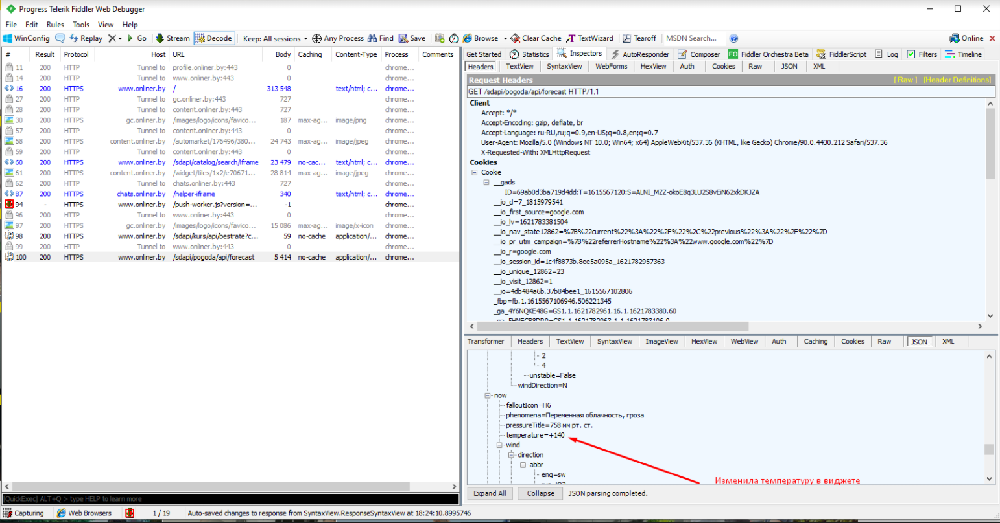 Progress Telerik Fiddler Web Debugger
File Edit Rules Tools View Help
WinConfig Replay Go Stream Decode Keep: All sessions Any Process Find Save Browse Clear Cache TextWizard Tearoff MSDN Search... Online
# Result Protocol Host URL Body Caching Content-Type Process Comments
11 200 HTTP Tunnel to profile.onliner.by:443 0 chrome...
14 200 HTTP Tunnel to www.onliner.by:443 0 chrome...
16 200 HTTPS www.onliner.by / 313 548 text/html; c... chrome...
27 200 HTTP Tunnel to gc.onliner.by:443 727 chrome...
28 200 HTTP Tunnel to content.onliner.by:443 727 chrome...
30 200 HTTPS gc.onliner.by /images/logo/icons/favico... 187 max-ag... image/png chrome...
57 200 HTTP Tunnel to content.onliner.by:443 0 chrome...
58 200 HTTPS content.onliner.by /automarket/176496/380... 24 743 max-ag... image/jpeg chrome...
59 200 HTTP Tunnel to content.onliner.by:443 0 chrome...
60 200 HTTPS www.onliner.by /sdapi/catalog/search/iframe 23 479 no-cac... text/html; c... chrome...
61 200 HTTPS content.onliner.by /widget/tiles/1x2/e70671... 28 814 max-ag... image/jpeg chrome...
62 200 HTTP Tunnel to chats.onliner.by:443 727 chrome...
87 200 HTTPS chats.onliner.by /helper-iframe 340 text/html; c... chrome...
94 - HTTPS www.onliner.by /push-worker.js?version=... -1 chrome...
96 200 HTTP Tunnel to www.onliner.by:443 0 chrome...
97 200 HTTPS gc.onliner.by /images/logo/icons/favico... 15 086 max-ag... image/x-icon chrome...
98 200 HTTPS www.onliner.by /sdapi/kurs/api/bestrate?c... 59 no-cache application/... chrome...
99 200 HTTP Tunnel to www.onliner.by:443 0 chrome...
100 200 HTTPS www.onliner.by /sdapi/pogoda/api/forecast 5 414 no-cache application/... chrome...
Get Started Statistics Inspectors AutoResponder Composer FO Fiddler Orchestra Beta FiddlerScript Log Filters Timeline
Headers TextView SyntaxView WebForms HexView Auth Cookies Raw JSON XML
Request Headers [ Raw ] [Header Definitions]
GET /sdapi/pogoda/api/forecast HTTP/1.1
Client
Accept: */*
Accept-Encoding: gzip, deflate, br
Accept-Language: ru-RU,ru;q=0.9,en-US;q=0.8,en;q=0.7
User-Agent: Mozilla/5.0 (Windows NT 10.0; Win64; x64) AppleWebKit/537.36 (KHTML, like Gecko) Chrome/90.0.4430.212 Safari/537.36
X-Requested-With: XMLHttpRequest
Cookies
Cookie
__gads
ID=69ab0d3ba719d4dd:T=1615567120:S=ALNI_MZZ-okoE8q3LU2S8vEiN62xkDKJZA
__io_d=7_1815979541
__io_first_source=google.com
__io_lv=1621783381504
__io_nav_state12862=%7B%22current%22%3A%22%2F%22%2C%22previous%22%3A%22%2F%22%7D
__io_pr_utm_campaign=%7B%22referrerHostname%22%3A%22www.google.com%22%7D
__io_r=google.com
__io_session_id=1c4f8873b.8ee5a095a_1621782957363
__io_unique_12862=23
__io_visit_12862=1
__io=4db484a6b.37b84bee1_1615567102806
_fbp=fb.1.1615567106946.506221345
_ga_4Y6NQKE48G=GS1.1.1621782961.16.1.1621783380.60
Transformer Headers TextView SyntaxView ImageView HexView WebView Auth Caching Cookies Raw JSON XML
2
4
unstable=False
windDirection=N
now
falloutIcon=H6
phenomena=Переменная облачность, гроза
pressureTitle=758 мм рт. ст.
temperature=+140
wind
direction
abbr
eng=sw
Изменила температуру в виджете
Expand All Collapse JSON parsing completed.
[QuickExec] ALT+Q > type HELP to learn more
Capturing Web Browsers 1 / 19 Auto-saved changes to response from SyntaxView.ResponseSyntaxView at 18:24:10.8995746